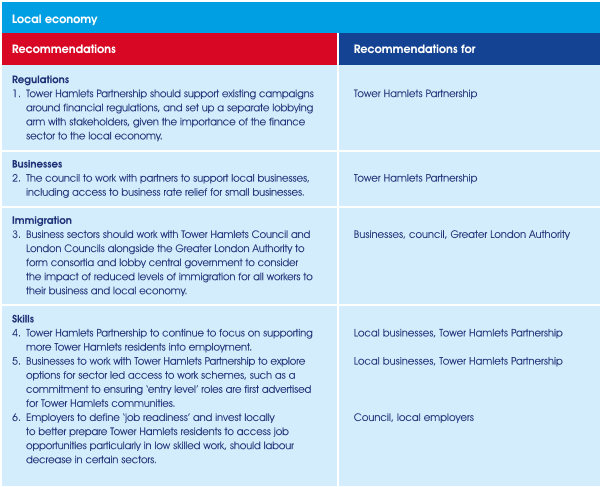 Local economy
Recommendations
Recommendations for
Regulations
1. Tower Hamlets Partnership should support existing campaigns
around financial regulations, and set up a separate lobbying
arm with stakeholders, given the importance of the finance
sector to the local economy.
Tower Hamlets Partnership
Businesses
2. The council to work with partners to support local businesses,
including access to business rate relief for small businesses.
Tower Hamlets Partnership
Immigration
3. Business sectors should work with Tower Hamlets Council and
London Councils alongside the Greater London Authority to
form consortia and lobby central government to consider
the impact of reduced levels of immigration for all workers to
their business and local economy.
Businesses, council, Greater London Authority
Skills
4. Tower Hamlets Partnership to continue to focus on supporting
more Tower Hamlets residents into employment.
Local businesses, Tower Hamlets Partnership
5. Businesses to work with Tower Hamlets Partnership to explore
options for sector led access to work schemes, such as a
commitment to ensuring ‘entry level’ roles are first advertised
for Tower Hamlets communities.
Local businesses, Tower Hamlets Partnership
6. Employers to define ‘job readiness’ and invest locally
to better prepare Tower Hamlets residents to access job
opportunities particularly in low skilled work, should labour
decrease in certain sectors.
Council, local employers